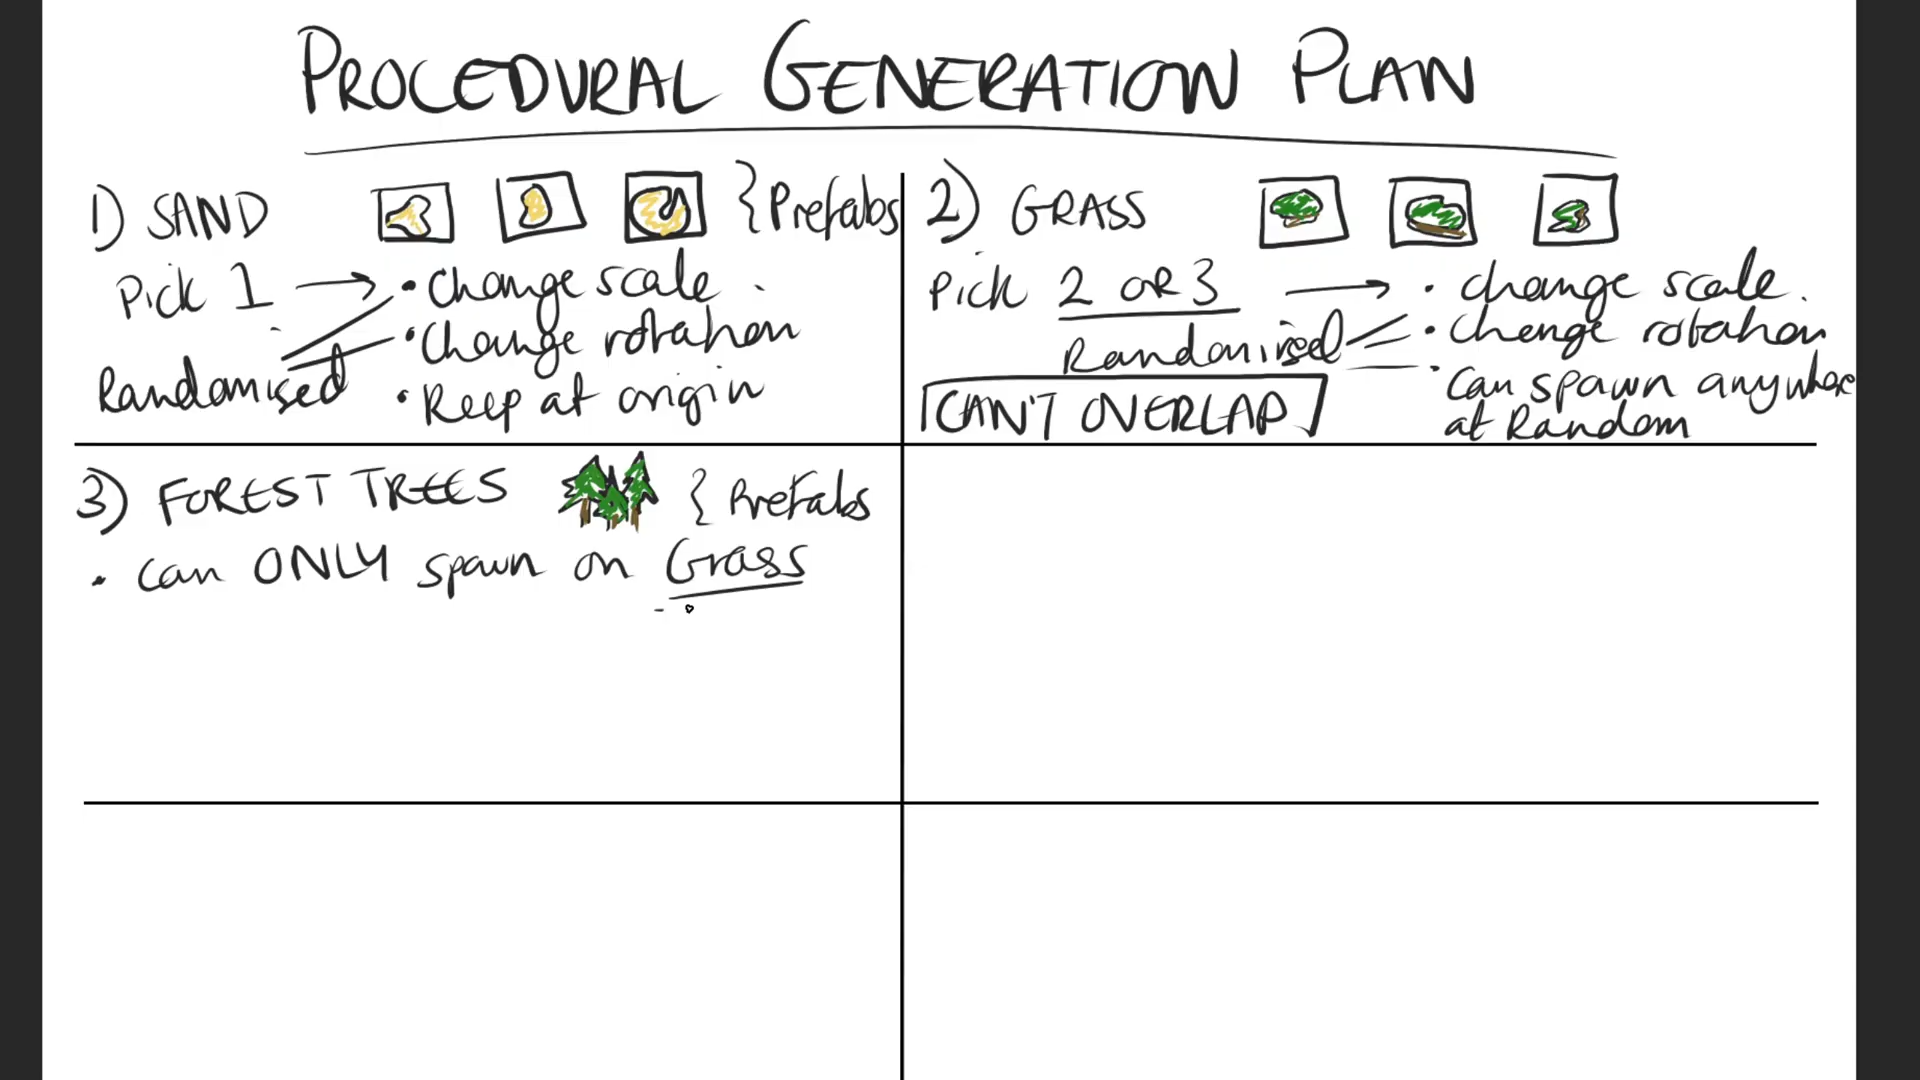 PROCEDURAL GENERATION PLAN
1) SAND } Prefabs
Pick 1 → • Change scale
• Change rotation
Randomised
• Keep at origin
2) GRASS
Pick 2 OR 3 → • change scale.
Randomised • Change rotation
• Can spawn anywhere
at Random
CAN'T OVERLAP
3) FOREST TREES { Prefabs
• Can ONLY spawn on Grass